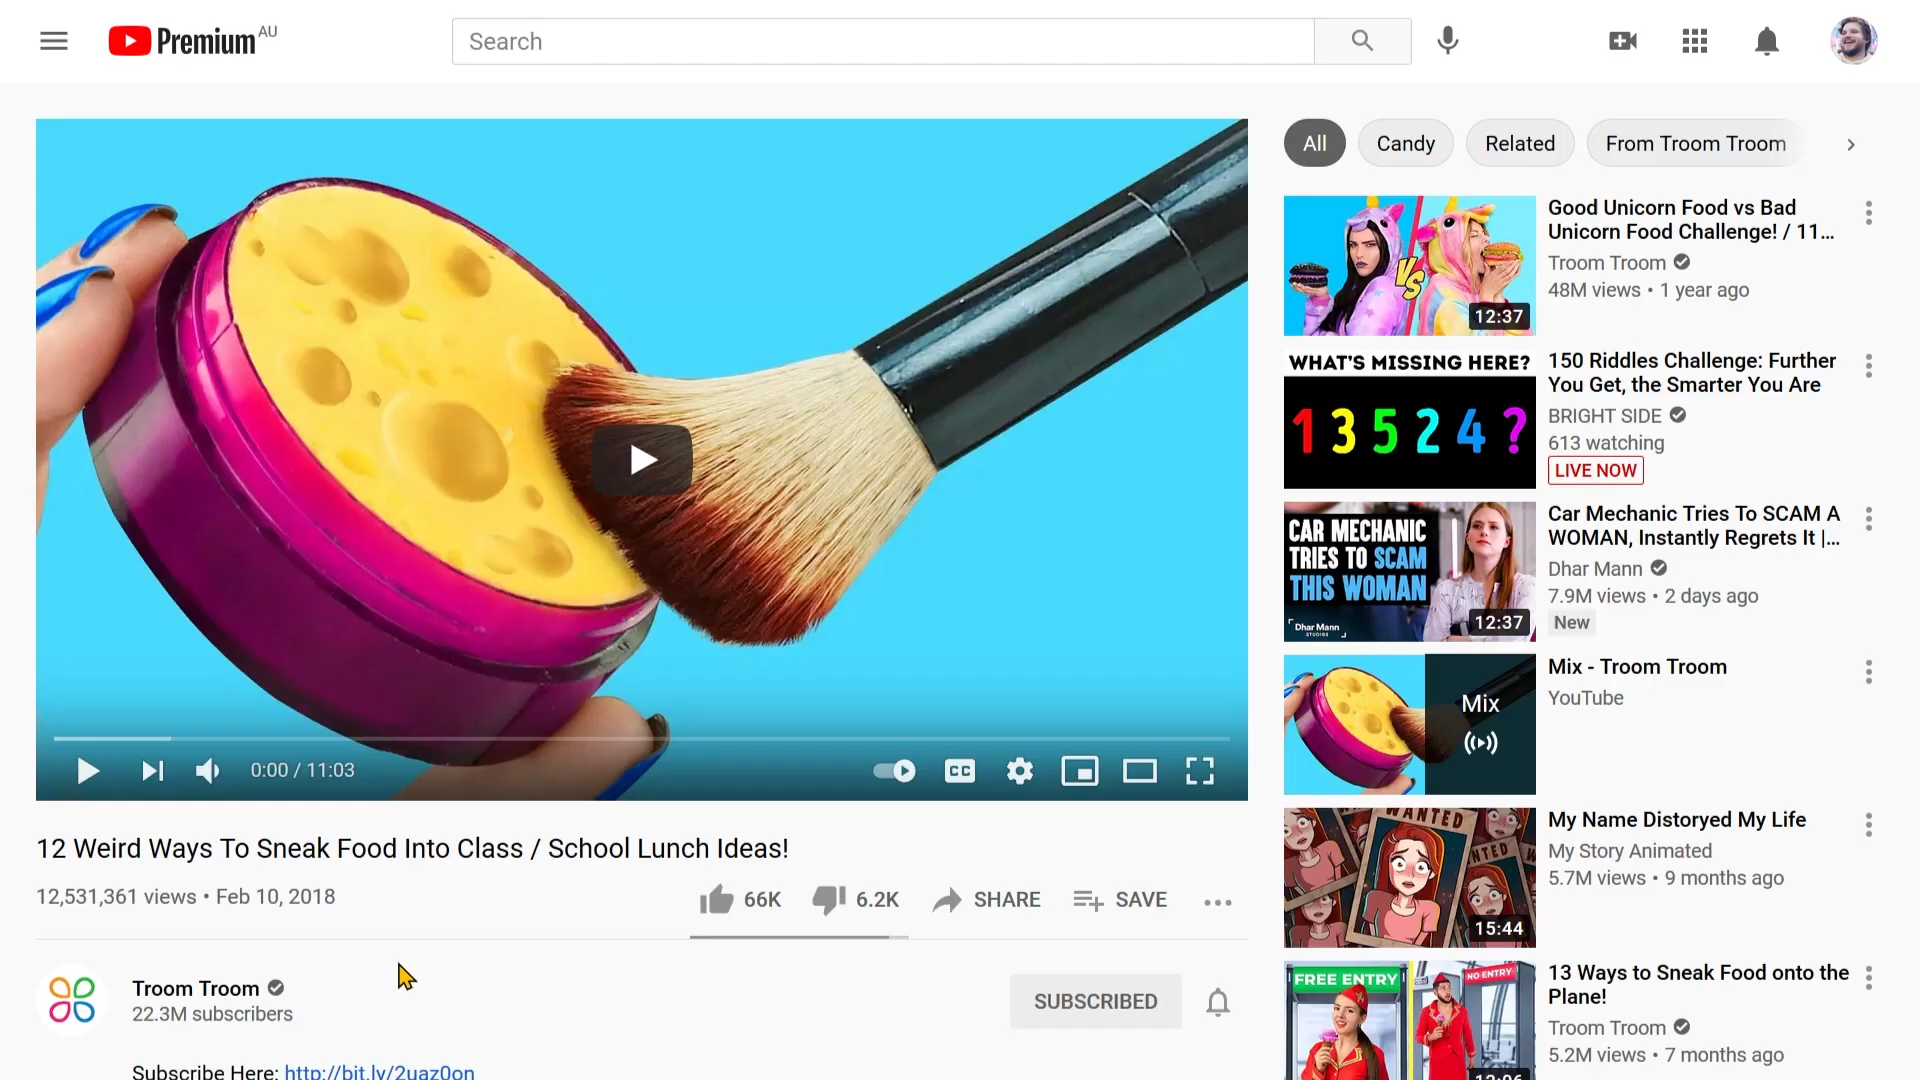 Premium AU
Search
All
Candy
Related
From Troom Troom
CC
0:00 / 11:03
12 Weird Ways To Sneak Food Into Class / School Lunch Ideas!
12,531,361 views • Feb 10, 2018
66K
6.2K
SHARE
SAVE
Troom Troom
22.3M subscribers
SUBSCRIBED
Subscribe Here: http://bit.ly/2uaz0on
VS
12:37
Good Unicorn Food vs Bad
Unicorn Food Challenge! / 11...
Troom Troom
48M views • 1 year ago
WHAT'S MISSING HERE?
1 3 5 2 4 ?
150 Riddles Challenge: Further
You Get, the Smarter You Are
BRIGHT SIDE
613 watching
LIVE NOW
CAR MECHANIC
TRIES TO SCAM
THIS WOMAN
Dhar Mann
STUDIOS
12:37
Car Mechanic Tries To SCAM A
WOMAN, Instantly Regrets It |...
Dhar Mann
7.9M views • 2 days ago
New
Mix
Mix - Troom Troom
YouTube
WANTED
NTED
15:44
My Name Distoryed My Life
My Story Animated
5.7M views • 9 months ago
FREE ENTRY
NO ENTRY
13 Ways to Sneak Food onto the
Plane!
Troom Troom
5.2M views • 7 months ago